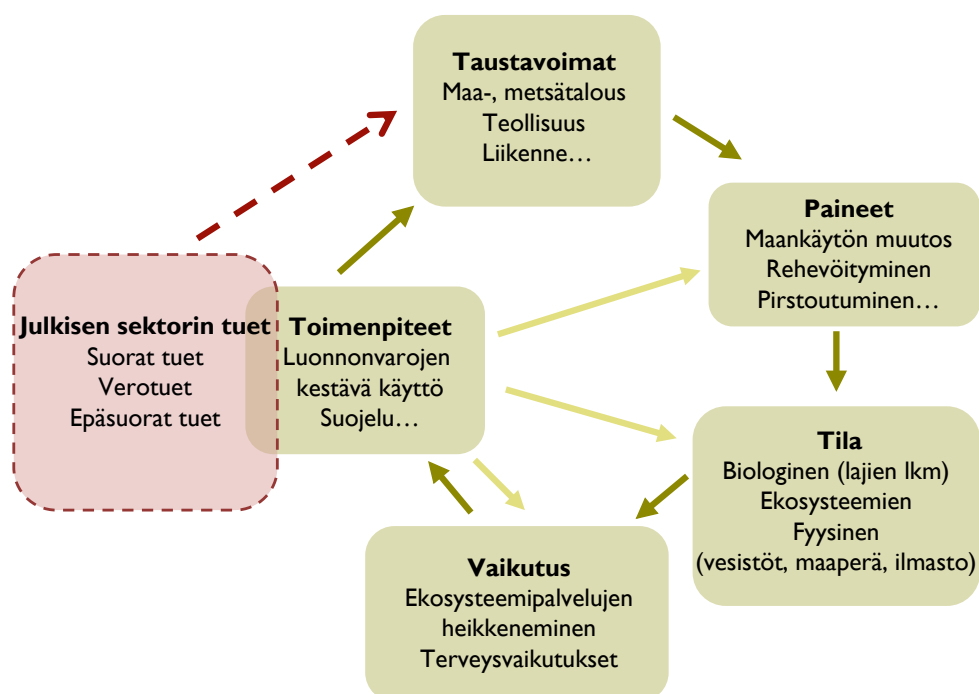 Taustavoimat
Maa-, metsätalous
Teollisuus
Liikenne…
Paineet
Maankäytön muutos
Rehevöityminen
Pirstoutuminen…
Julkisen sektorin tuet
Suorat tuet
Verotuet
Epäsuorat tuet
Toimenpiteet
Luonnonvarojen
kestävä käyttö
Suojelu…
Tila
Biologinen (lajien lkm)
Ekosysteemien
Fyysinen
(vesistöt, maaperä, ilmasto)
Vaikutus
Ekosysteemipalvelujen
heikkeneminen
Terveysvaikutukset